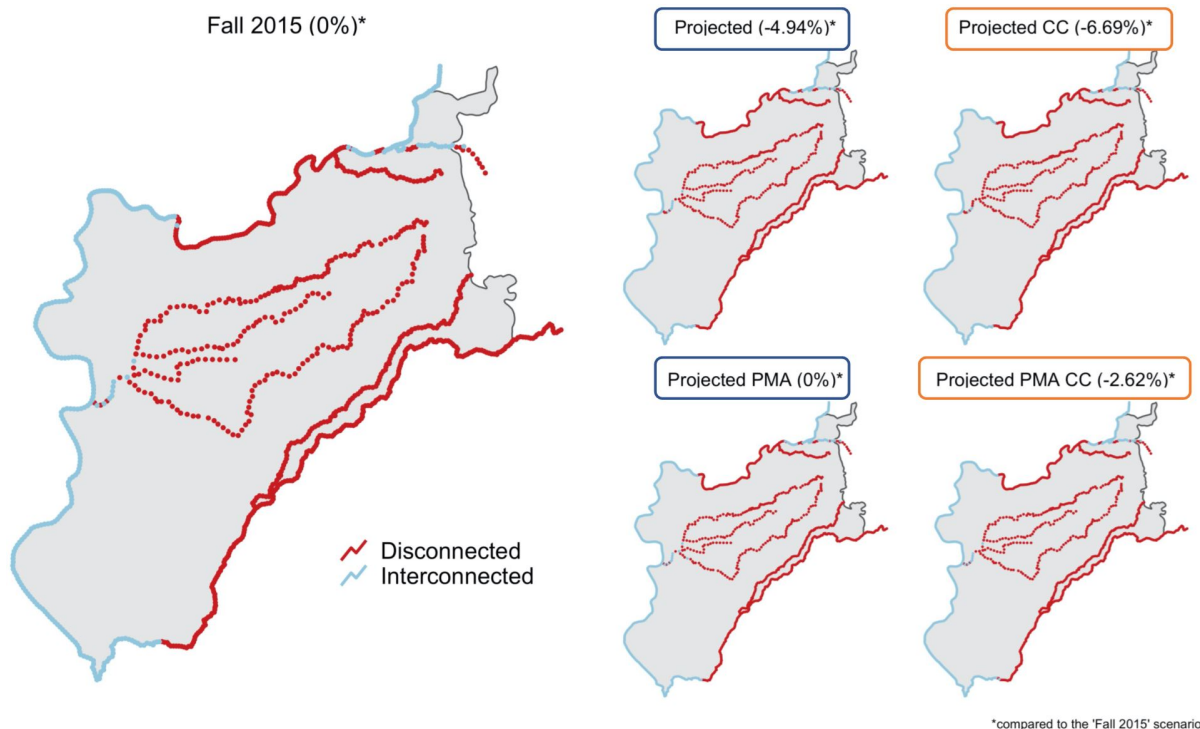 Fall 2015 (0%)*
Projected (-4.94%)*
Projected CC (-6.69%)*
Projected PMA (0%)*
Projected PMA CC (-2.62%)*
Disconnected
Interconnected
*compared to the 'Fall 2015' scenario